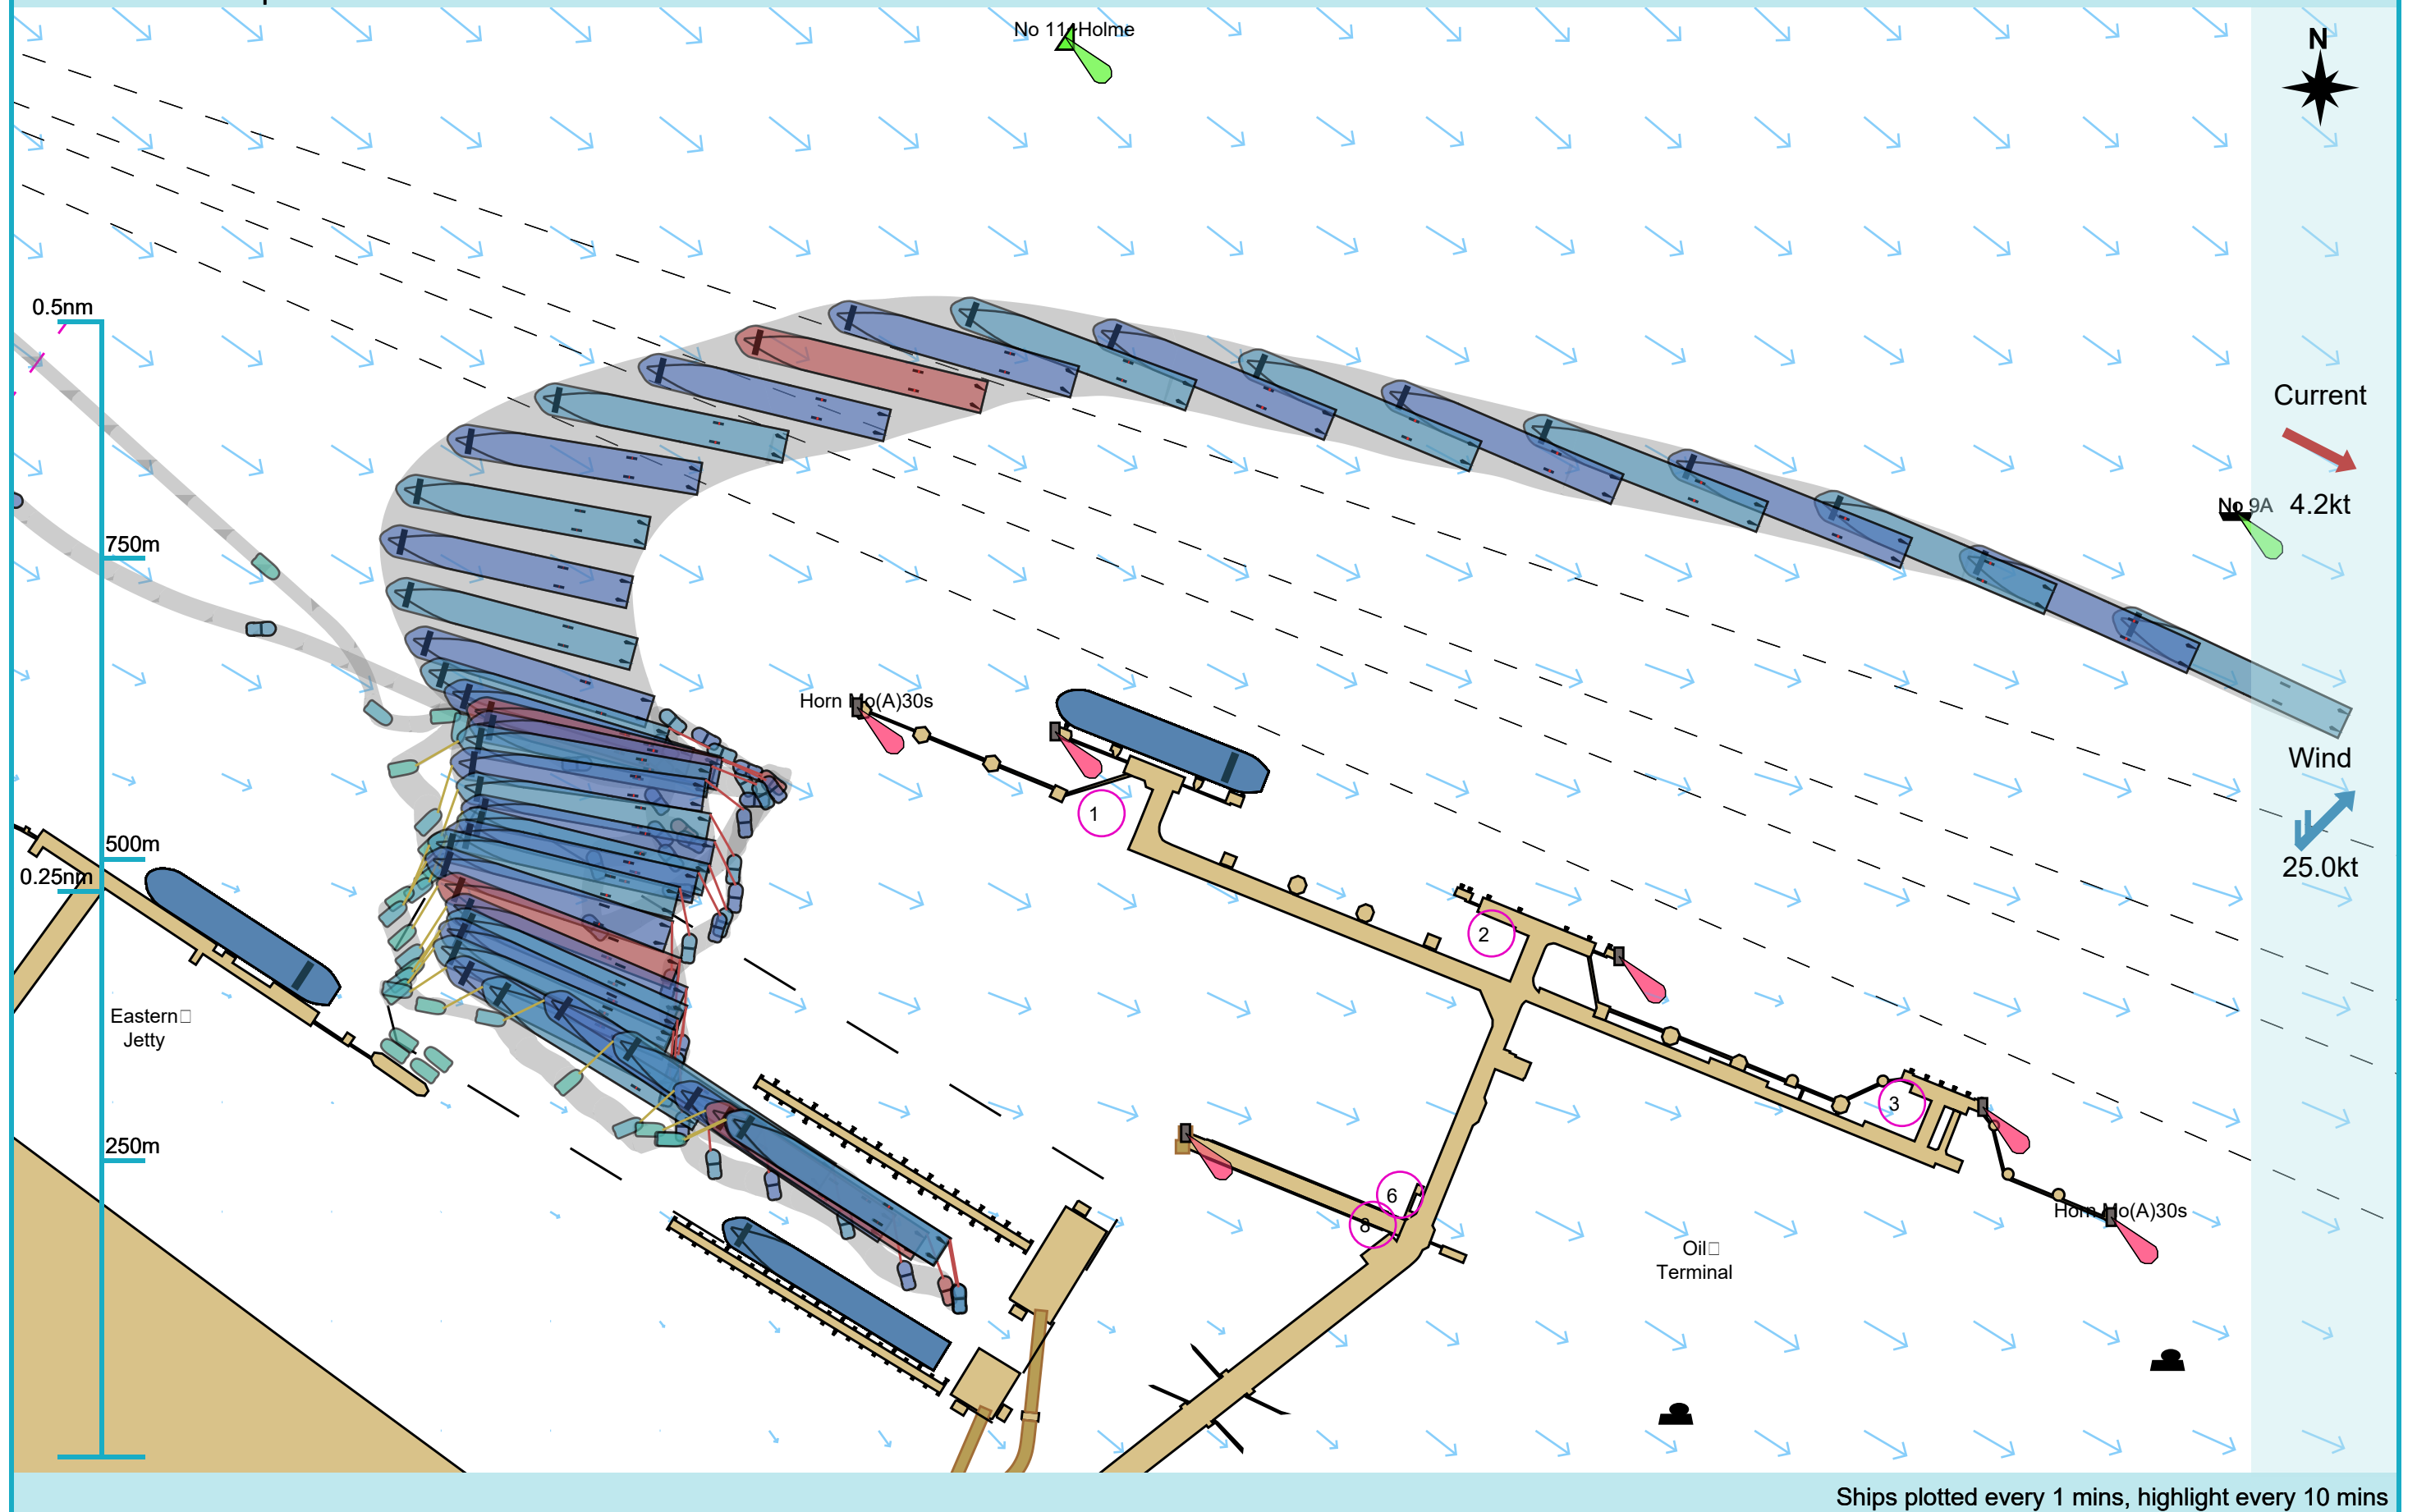 No 11 Holme
N
0.5nm
Current
No 9A
4.2kt
750m
Horn Mo(A)30s
Wind
1
500m
25.0kt
0.25nm
2
Eastern
Jetty
3
250m
6
8
Horn Mo(A)30s
Oil
Terminal
Ships plotted every 1 mins, highlight every 10 mins